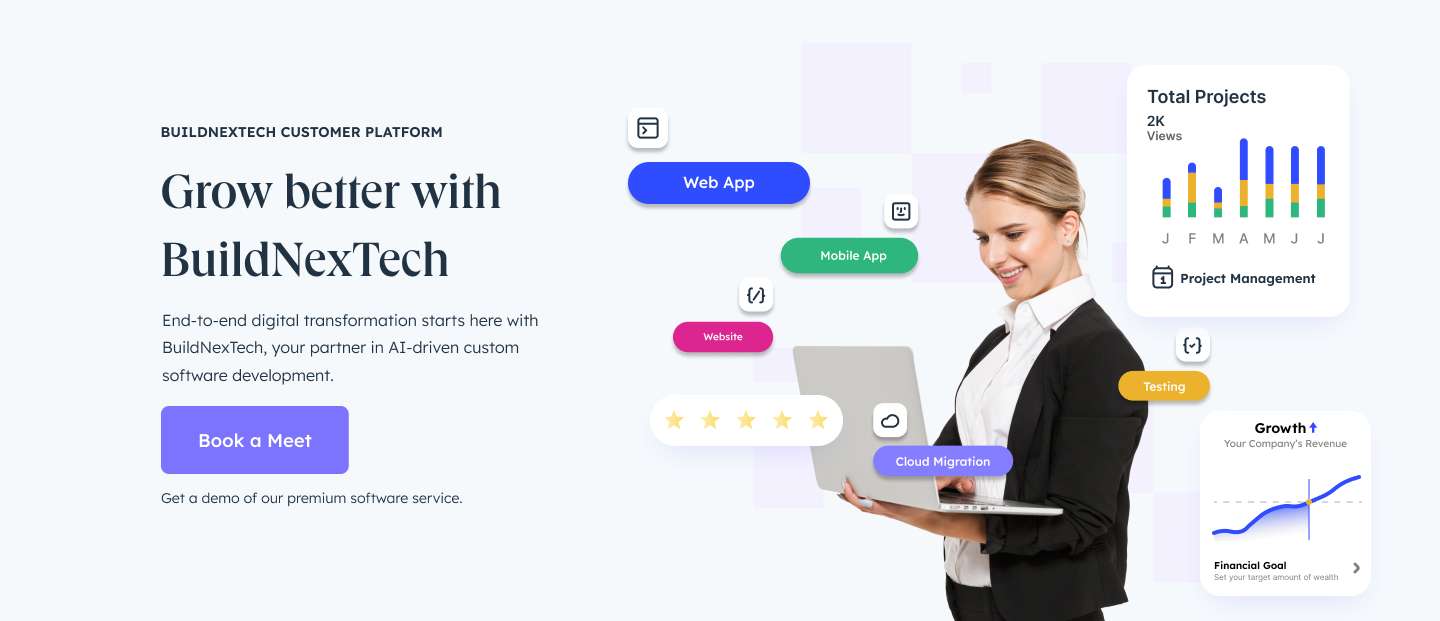 BUILDNEXTECH CUSTOMER PLATFORM
Grow better with
BuildNexTech
End-to-end digital transformation starts here with
BuildNexTech, your partner in AI-driven custom
software development.
Book a Meet
Get a demo of our premium software service.
Web App
Mobile App
Website
Cloud Migration
Total Projects
2K
Views
J F M A M J J
1
Project Management
Testing
Growth
Your Company's Revenue
Financial Goal
Set your target amount of wealth